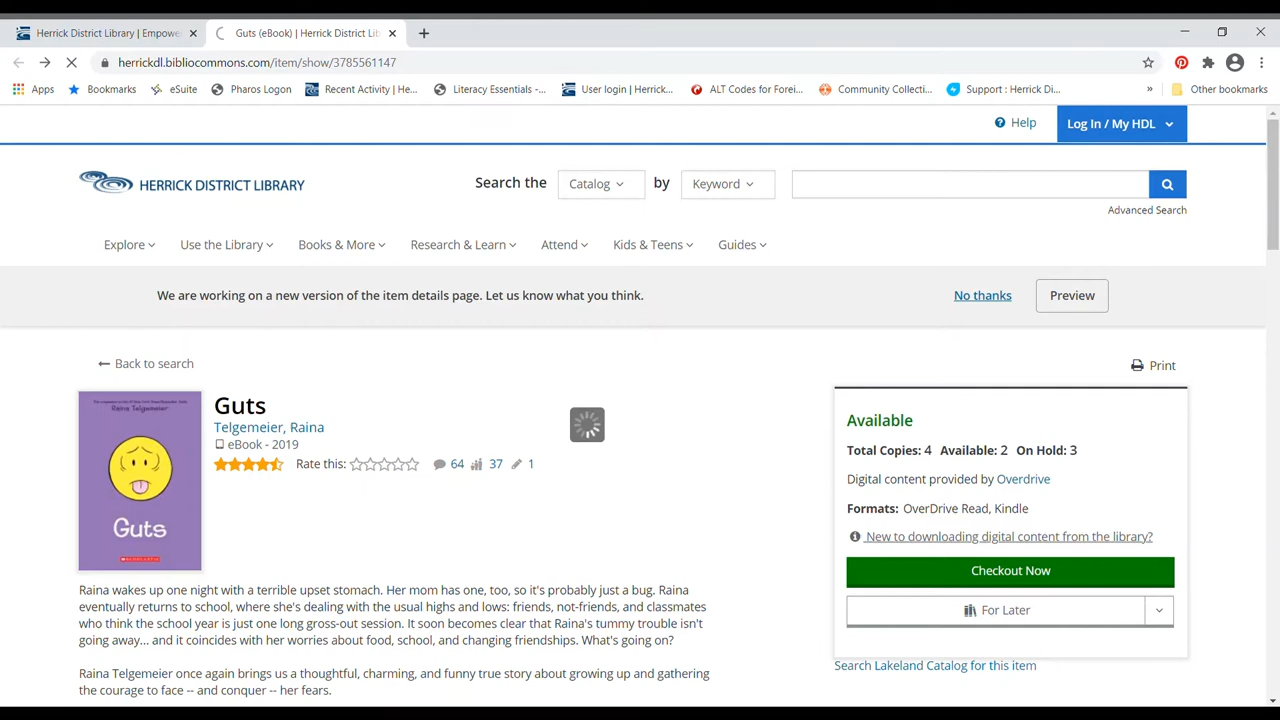 Herrick District Library | Empowe
Guts (eBook) | Herrick District Lib
herrickdl.bibliocommons.com/item/show/3785561147
Apps
Bookmarks
eSuite
Pharos Logon
Recent Activity | He...
Literacy Essentials -...
User login | Herrick...
ALT Codes for Forei...
Community Collecti...
Support : Herrick Di...
»
Other bookmarks
Help
Log In / My HDL
HERRICK DISTRICT LIBRARY
Search the Catalog by Keyword
Advanced Search
Explore Use the Library Books & More Research & Learn Attend Kids & Teens Guides
We are working on a new version of the item details page. Let us know what you think.
No thanks
Preview
Back to search
Print
Raina Telgemeier
Guts
SCHOLASTIC
Guts
Telgemeier, Raina
eBook - 2019
Rate this: 64 37 1
Raina wakes up one night with a terrible upset stomach. Her mom has one, too, so it's probably just a bug. Raina
eventually returns to school, where she's dealing with the usual highs and lows: friends, not-friends, and classmates
who think the school year is just one long gross-out session. It soon becomes clear that Raina's tummy trouble isn't
going away... and it coincides with her worries about food, school, and changing friendships. What's going on?
Raina Telgemeier once again brings us a thoughtful, charming, and funny true story about growing up and gathering
the courage to face -- and conquer -- her fears.
Available
Total Copies: 4 Available: 2 On Hold: 3
Digital content provided by Overdrive
Formats: OverDrive Read, Kindle
New to downloading digital content from the library?
Checkout Now
For Later
Search Lakeland Catalog for this item